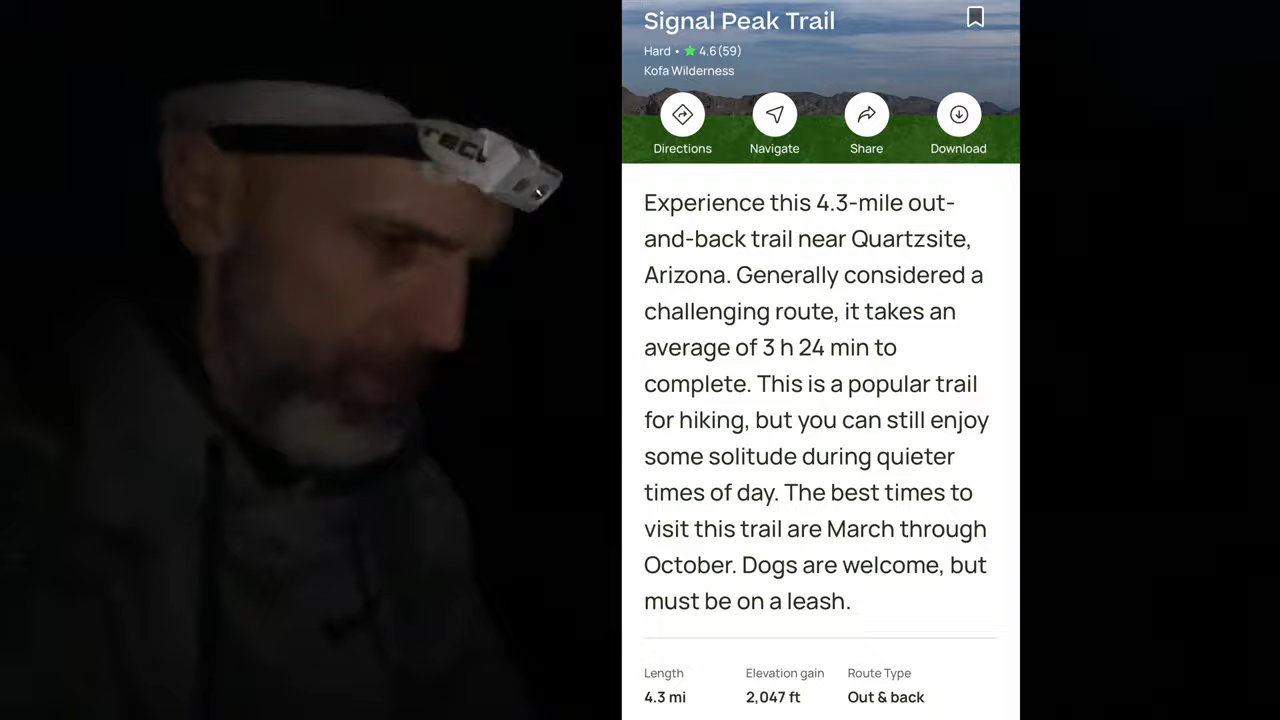 Signal Peak Trail
Hard • ★ 4.6(59)
Kofa Wilderness
Directions
Navigate
Share
Download
Experience this 4.3-mile out-
and-back trail near Quartzsite,
Arizona. Generally considered a
challenging route, it takes an
average of 3 h 24 min to
complete. This is a popular trail
for hiking, but you can still enjoy
some solitude during quieter
times of day. The best times to
visit this trail are March through
October. Dogs are welcome, but
must be on a leash.
Length
Elevation gain
Route Type
4.3 mi
2,047 ft
Out & back